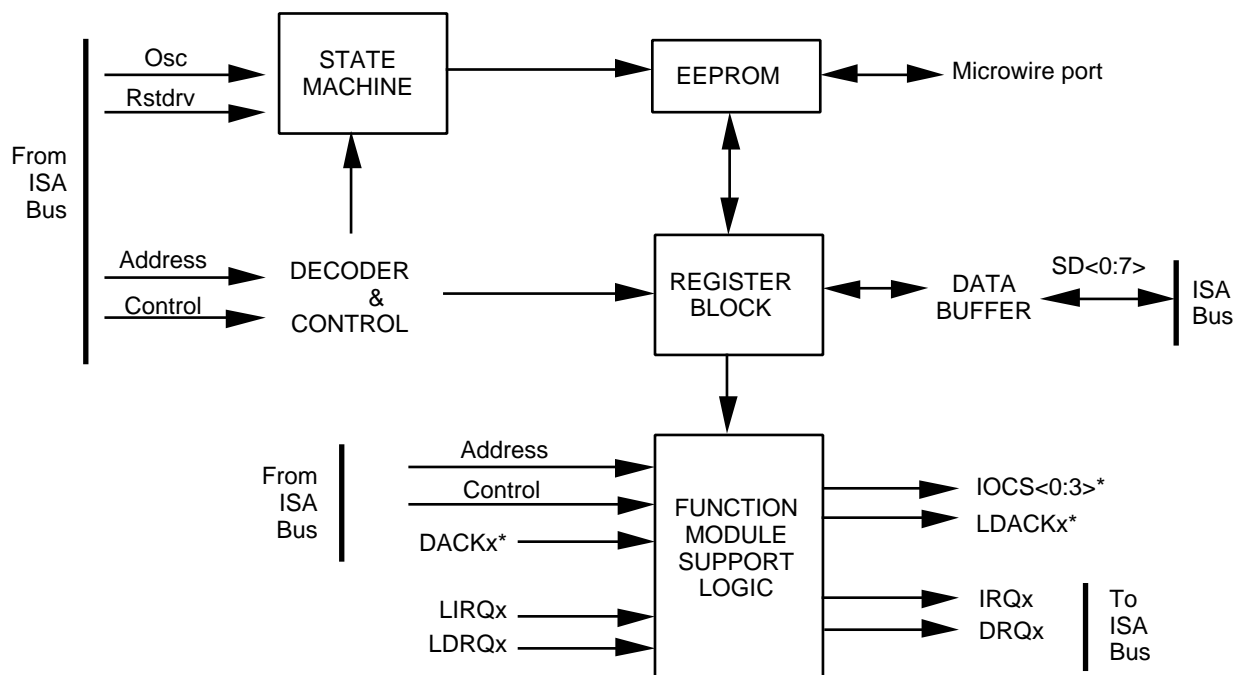 Osc
Rstdrv
STATE
MACHINE
EEPROM
Microwire port
From
ISA
Bus
Address
Control
DECODER
&
CONTROL
REGISTER
BLOCK
DATA
BUFFER
SD<0:7>
ISA
Bus
From
ISA
Bus
Address
Control
DACKx*
LIRQx
LDRQx
FUNCTION
MODULE
SUPPORT
LOGIC
IOCS<0:3>*
LDACKx*
IRQx
DRQx
To
ISA
Bus